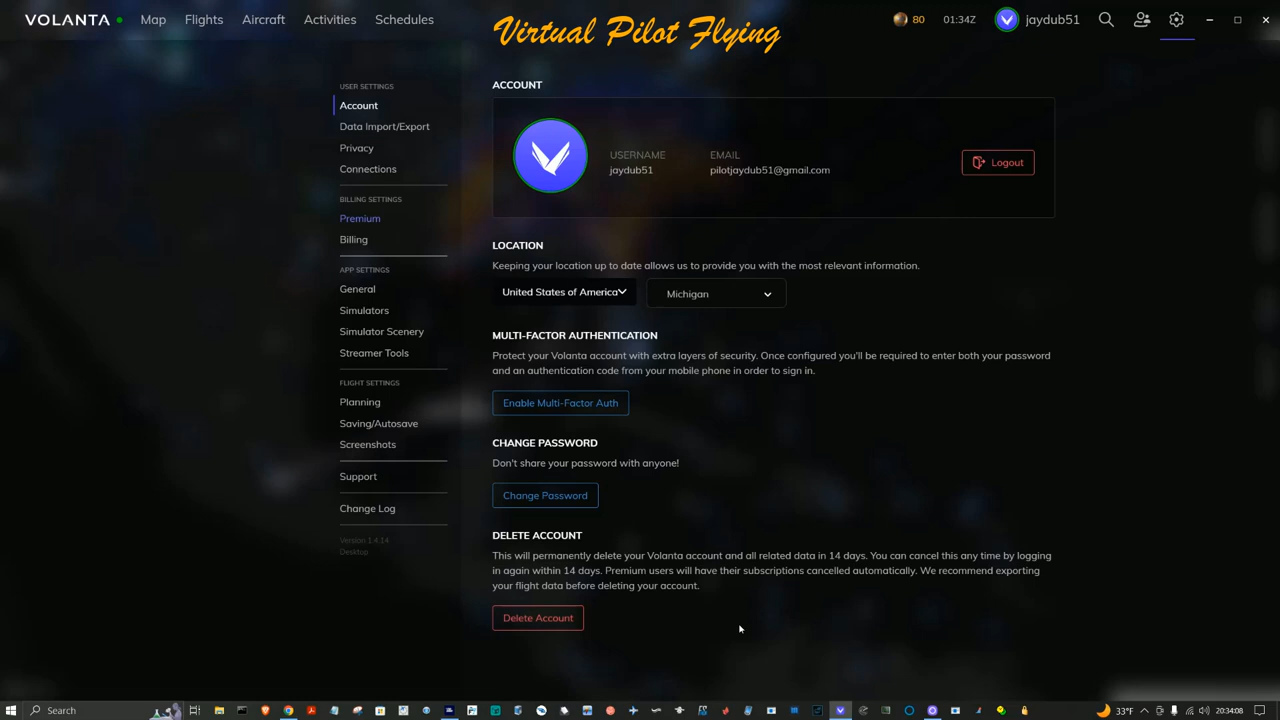 VOLANTA
Map
Flights
Aircraft
Activities
Schedules
Virtual Pilot Flying
80
01:34Z
jaydub51
USER SETTINGS
Account
Data Import/Export
Privacy
Connections
BILLING SETTINGS
Premium
Billing
APP SETTINGS
General
Simulators
Simulator Scenery
Streamer Tools
FLIGHT SETTINGS
Planning
Saving/Autosave
Screenshots
Support
Change Log
Version 1.4.14
Desktop
ACCOUNT
USERNAME
jaydub51
EMAIL
pilotjaydub51@gmail.com
Logout
LOCATION
Keeping your location up to date allows us to provide you with the most relevant information.
United States of America
Michigan
MULTI-FACTOR AUTHENTICATION
Protect your Volanta account with extra layers of security. Once configured you'll be required to enter both your password
and an authentication code from your mobile phone in order to sign in.
Enable Multi-Factor Auth
CHANGE PASSWORD
Don't share your password with anyone!
Change Password
DELETE ACCOUNT
This will permanently delete your Volanta account and all related data in 14 days. You can cancel this any time by logging
in again within 14 days. Premium users will have their subscriptions cancelled automatically. We recommend exporting
your flight data before deleting your account.
Delete Account
Search
33°F
20:34:08